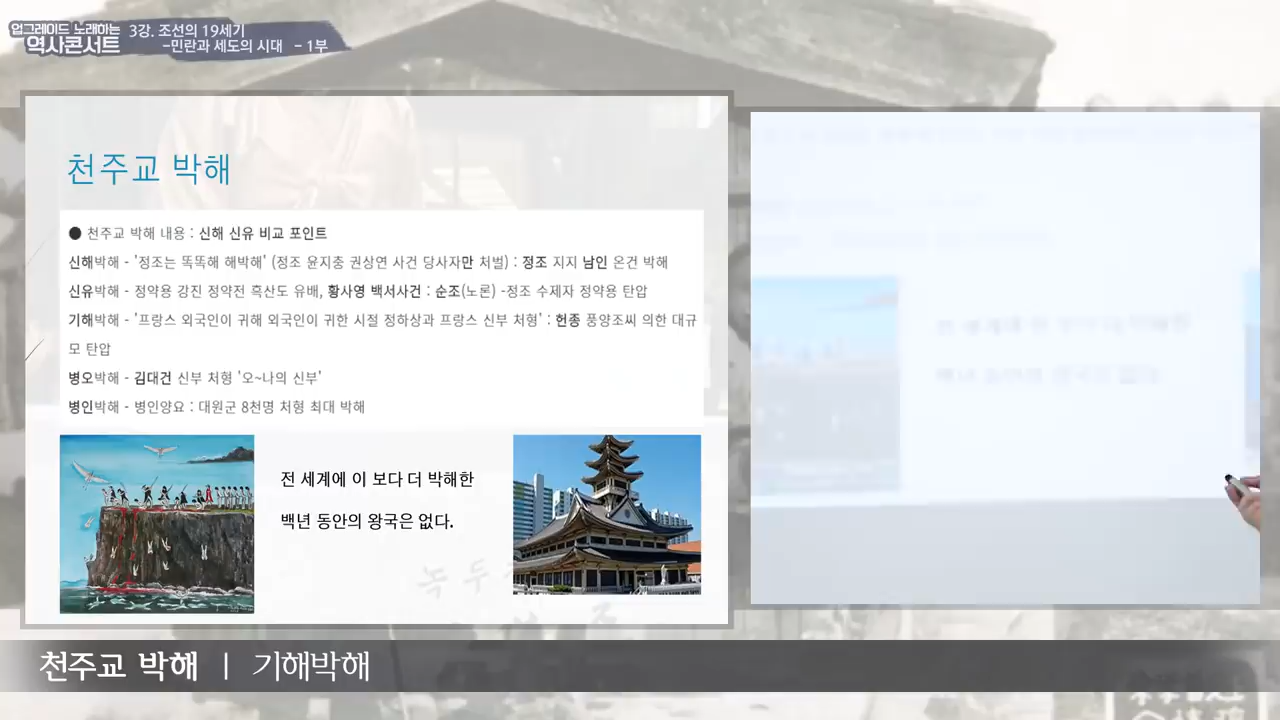 업그레이드 노래하는
역사콘서트
3강. 조선의 19세기
-민란과 세도의 시대 - 1부
천주교 박해
● 천주교 박해 내용 : 신해 신유 비교 포인트
신해박해 - '정조는 똑똑해 해박해' (정조 윤지충 권상연 사건 당사자만 처벌) : 정조 지지 남인 온건 박해
신유박해 - 정약용 강진 정약전 흑산도 유배, 황사영 백서사건 : 순조(노론) -정조 수제자 정약용 탄압
기해박해 - '프랑스 외국인이 귀해 외국인이 귀한 시절 정하상과 프랑스 신부 처형' : 헌종 풍양조씨 의한 대규
모 탄압
병오박해 - 김대건 신부 처형 '오~나의 신부'
병인박해 - 병인양요 : 대원군 8천명 처형 최대 박해
전 세계에 이 보다 더 박해한
백년 동안의 왕국은 없다.
녹두
천주교 박해 | 기해박해